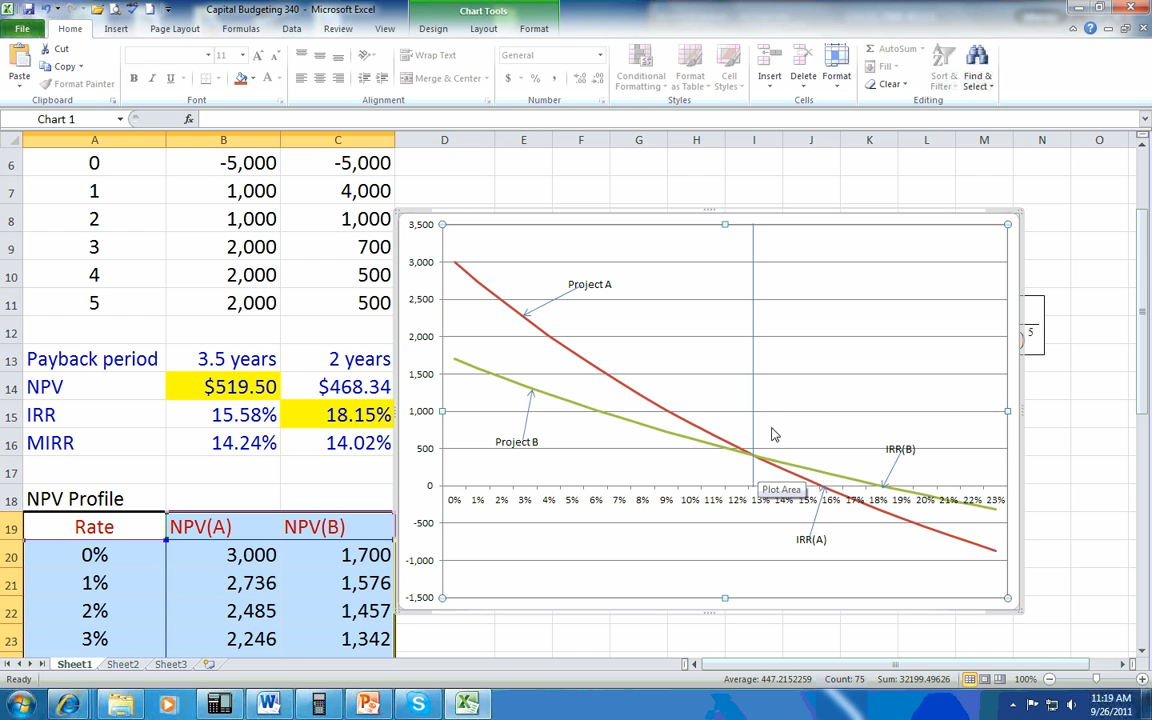 Capital Budgeting 340 - Microsoft Excel
Chart Tools
File Home Insert Page Layout Formulas Data Review View Design Layout Format
Paste
Cut
Copy
Format Painter
Clipboard
11
A A
B I U
Font
Wrap Text
Merge & Center
Alignment
General
$ % ,
Number
Conditional Formatting
Format as Table
Cell Styles
Styles
Insert
Delete
Format
Cells
AutoSum
Fill
Clear
Sort & Filter
Find & Select
Editing
Chart 1
fx
A B C D E F G H I J K L M N O
6 0 -5,000 -5,000
7 1 1,000 4,000
8 2 1,000 1,000
9 3 2,000 700
10 4 2,000 500
11 5 2,000 500
12
13 Payback period 3.5 years 2 years
14 NPV $519.50 $468.34
15 IRR 15.58% 18.15%
16 MIRR 14.24% 14.02%
17
18 NPV Profile
19 Rate NPV(A) NPV(B)
20 0% 3,000 1,700
21 1% 2,736 1,576
22 2% 2,485 1,457
23 3% 2,246 1,342
3,500
3,000
2,500
2,000
1,500
1,000
500
0
-500
-1,000
-1,500
Project A
Project B
IRR(B)
0% 1% 2% 3% 4% 5% 6% 7% 8% 9% 10% 11% 12% 13% 14% 15% 16% 17% 18% 19% 20% 21% 22% 23%
Plot Area
IRR(A)
5
Sheet1 Sheet2 Sheet3
Ready
Average: 447.2152259 Count: 75 Sum: 32199.49626
100%
11:19 AM
9/26/2011